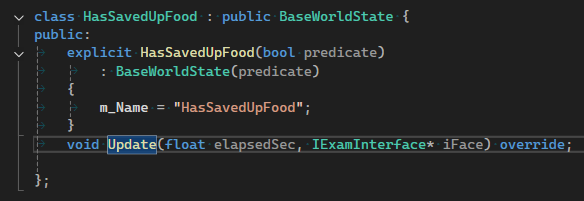 class HasSavedUpFood : public BaseWorldState {
public:
explicit HasSavedUpFood(bool predicate)
: BaseWorldState(predicate)
{
m_Name = "HasSavedUpFood";
}
void Update(float elapsedSec, IExamInterface* iFace) override;
};